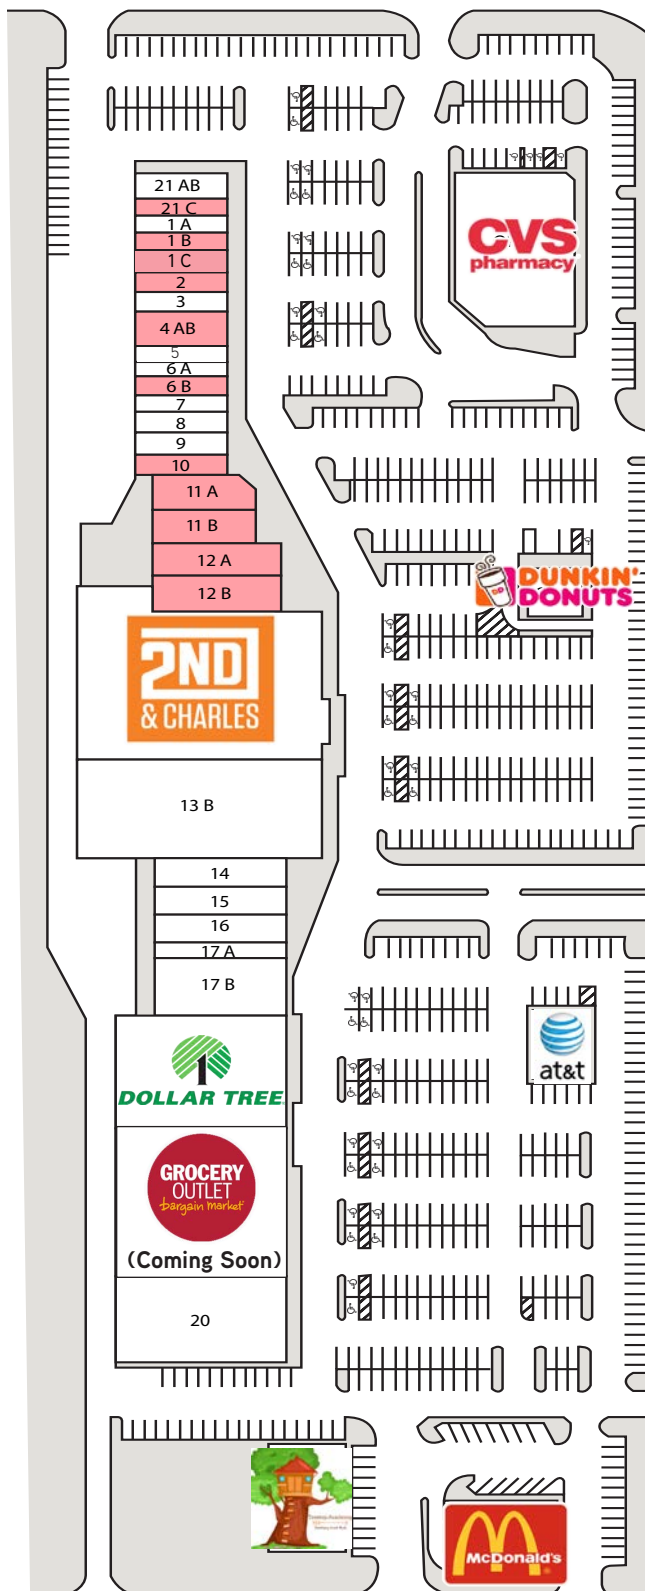 21 AB
21 C
1 A
1 B
1 C
2
3
4 AB
5
6 A
6 B
7
8
9
10
11 A
11 B
12 A
12 B
CVS
pharmacy
DUNKIN'
DONUTS
DD
2ND
& CHARLES
13 B
14
15
16
17 A
17 B
DOLLAR TREE
at&t
GROCERY
OUTLET
bargain market
(Coming Soon)
20
McDonald's